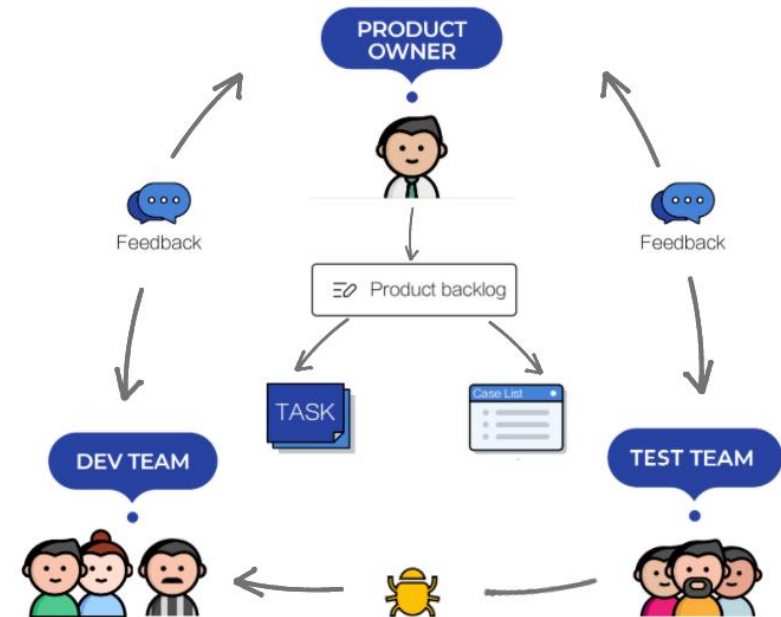 PRODUCT
OWNER
Feedback
Feedback
Product backlog
TASK
Case List
DEV TEAM
TEST TEAM